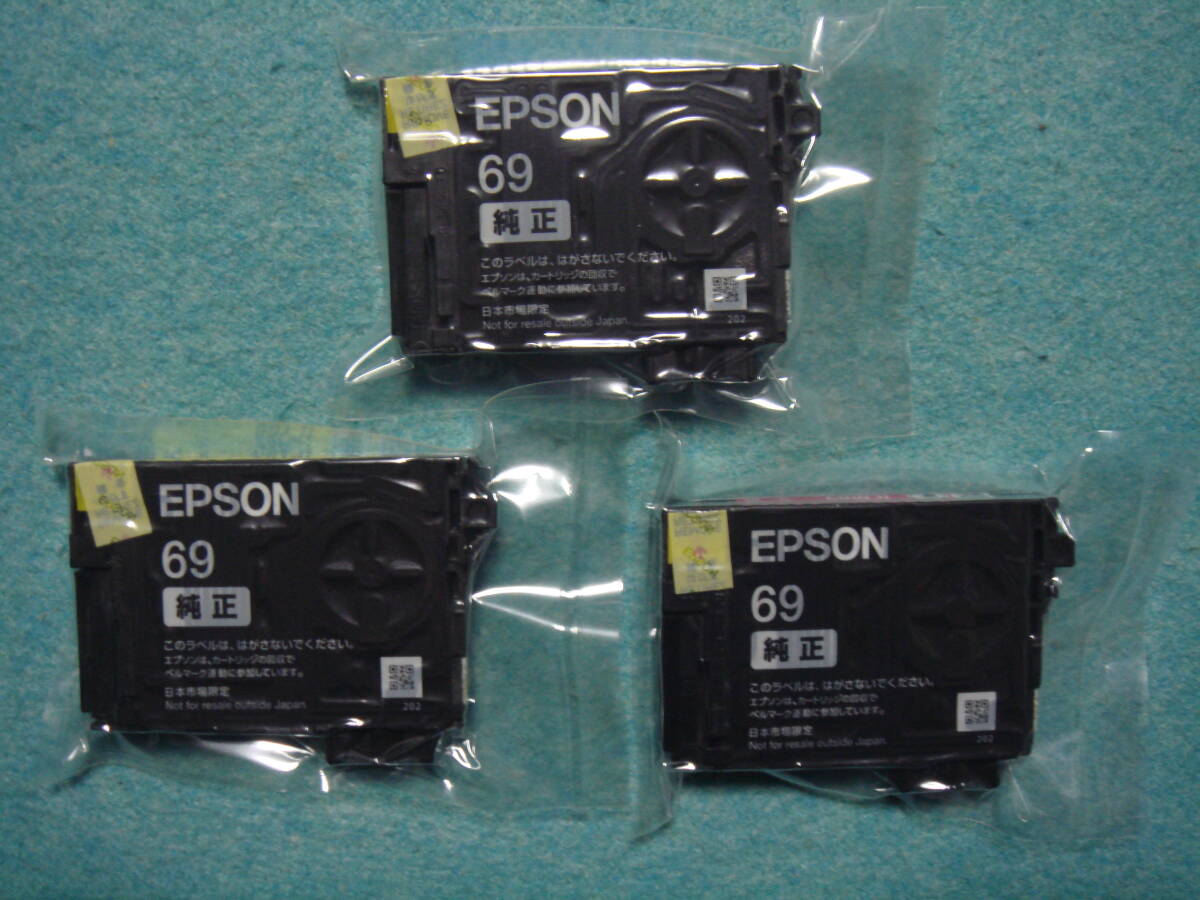 EPSON
69
純正
このラベルは、はがさないでください。
エプソンは、カートリッジの回収で
ベルマーク運動に参加しています。
日本市場限定
Not for resale outside Japan.
202
EPSON
69
純正
このラベルは、はがさないでください。
エプソンは、カートリッジの回収で
ベルマーク運動に参加しています。
日本市場限定
Not for resale outside Japan.
202
EPSON
69
純正
このラベルは、はがさないでください。
エプソンは、カートリッジの回収で
ベルマーク運動に参加しています。
日本市場限定
Not for resale outside Japan.
202